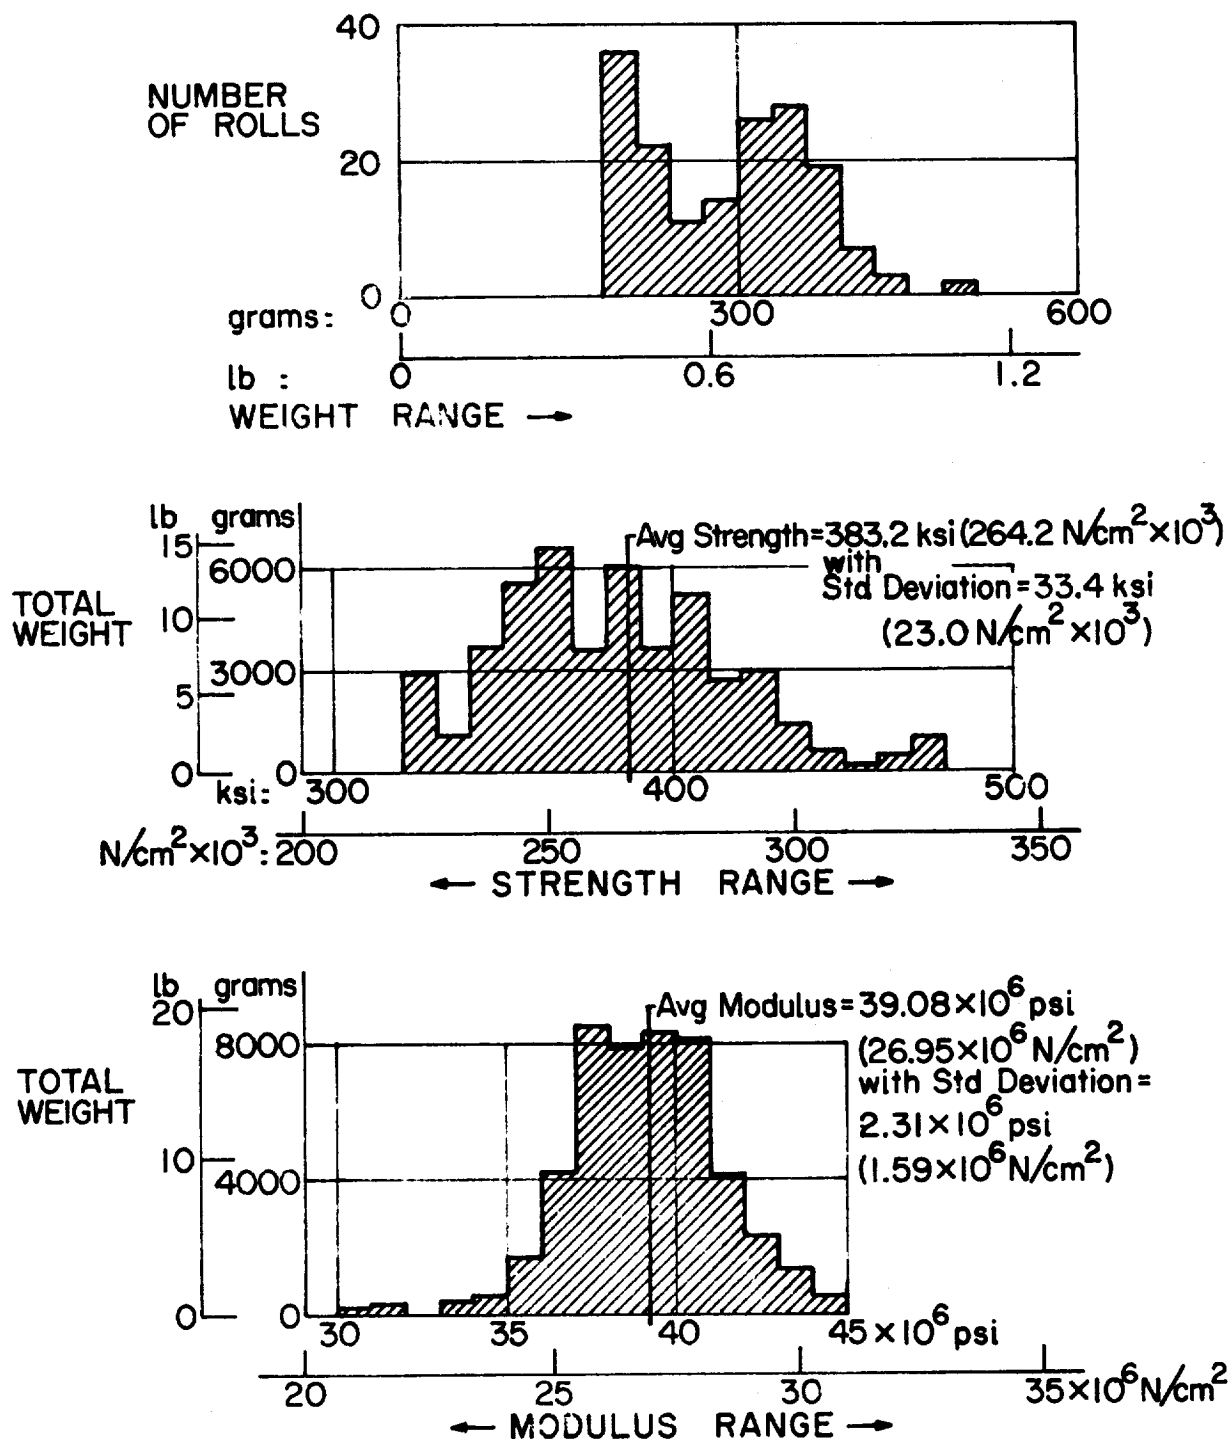 40
NUMBER
OF ROLLS
20
0
grams: 0 300 600
lb : 0 0.6 1.2
WEIGHT RANGE →
lb grams
15
6000
Avg Strength=383.2 ksi (264.2 N/cm²×10³)
with
Std Deviation=33.4 ksi
(23.0 N/cm²×10³)
TOTAL
WEIGHT
10
3000
5
0 0
ksi: 300 400 500
N/cm²×10³: 200 250 300 350
← STRENGTH RANGE →
lb grams
20
8000
Avg Modulus=39.08×10⁶ psi
(26.95×10⁶ N/cm²)
with Std Deviation=
2.31×10⁶ psi
(1.59×10⁶ N/cm²)
TOTAL
WEIGHT
10
4000
0 0
30 35 40 45×10⁶ psi
20 25 30 35×10⁶ N/cm²
← MODULUS RANGE →